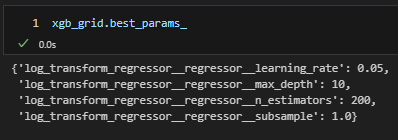 1 xgb_grid.best_params_
0.0s
{'log_transform_regressor__regressor__learning_rate': 0.05,
'log_transform_regressor__regressor__max_depth': 10,
'log_transform_regressor__regressor__n_estimators': 200,
'log_transform_regressor__regressor__subsample': 1.0}